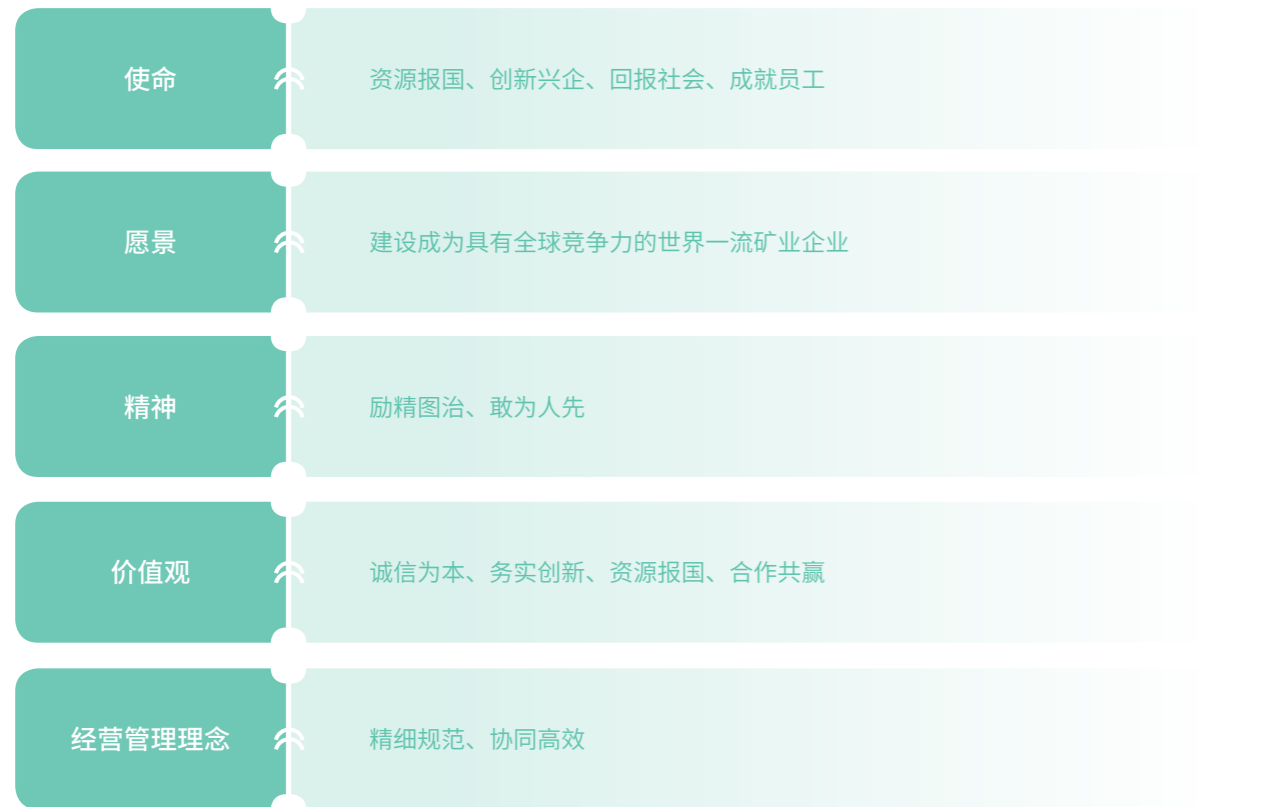 使命
资源报国、创新兴企、回报社会、成就员工
愿景
建设成为具有全球竞争力的世界一流矿业企业
精神
励精图治、敢为人先
价值观
诚信为本、务实创新、资源报国、合作共赢
经营管理理念
精细规范、协同高效